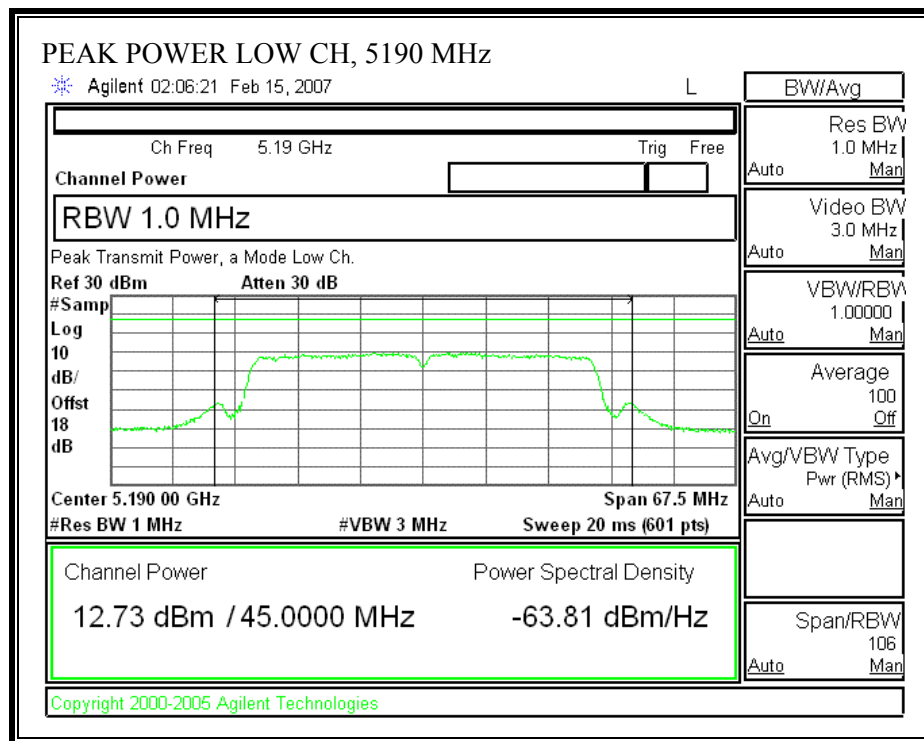 PEAK POWER LOW CH, 5190 MHz
Agilent 02:06:21 Feb 15, 2007 L
BW/Avg
Ch Freq 5.19 GHz Trig Free
Channel Power
RBW 1.0 MHz
Peak Transmit Power, a Mode Low Ch.
Ref 30 dBm Atten 30 dB
#Samp
Log
10
dB/
Offst
18
dB
Center 5.190 00 GHz Span 67.5 MHz
#Res BW 1 MHz #VBW 3 MHz Sweep 20 ms (601 pts)
Channel Power Power Spectral Density
12.73 dBm / 45.0000 MHz -63.81 dBm/Hz
Res BW
1.0 MHz
Auto Man
Video BW
3.0 MHz
Auto Man
VBW/RBW
1.00000
Auto Man
Average
100
On Off
Avg/VBW Type
Pwr (RMS)
Auto Man
Span/RBW
106
Auto Man
Copyright 2000-2005 Agilent Technologies